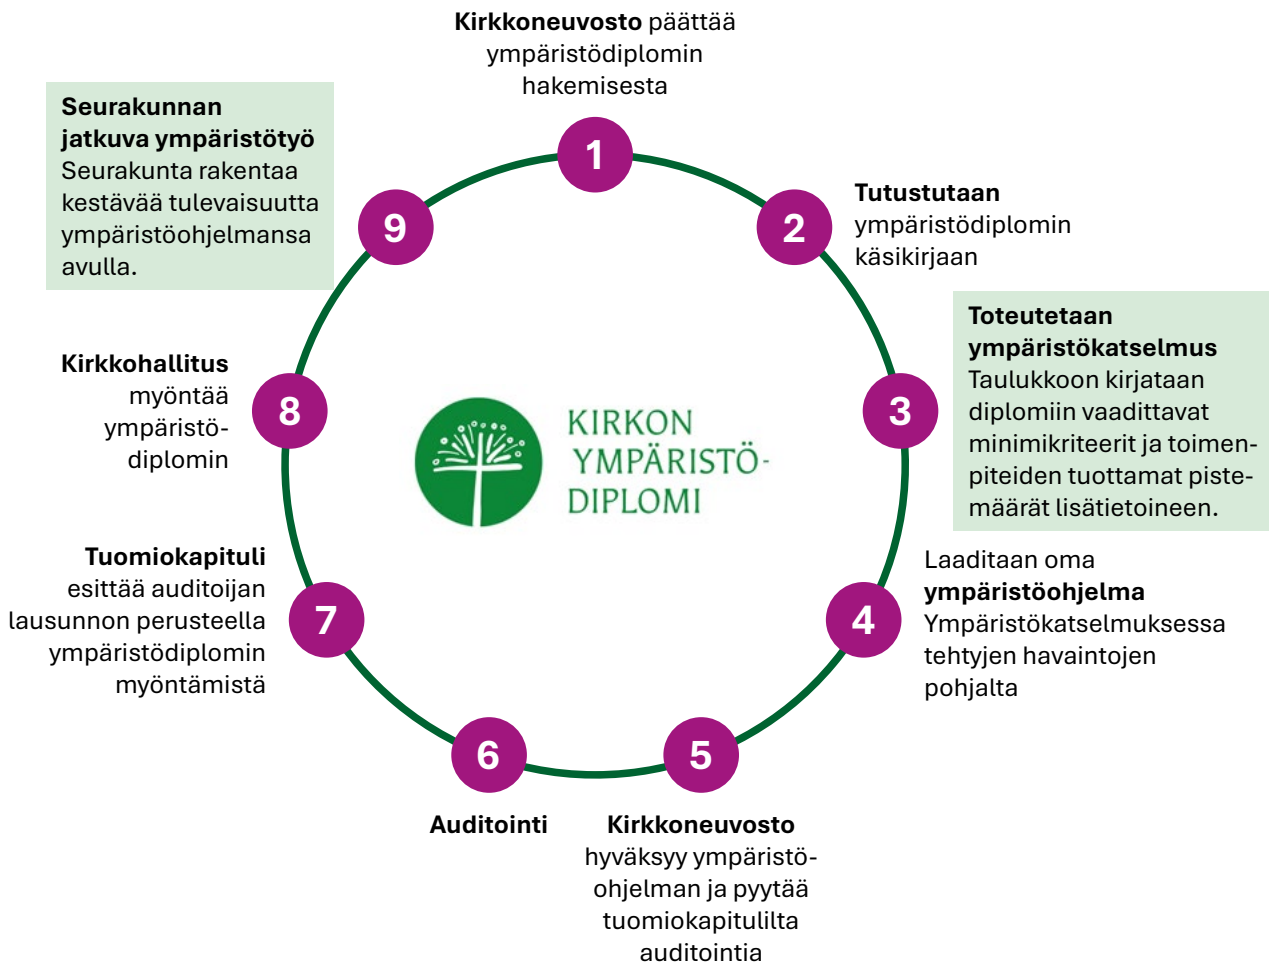 Kirkkoneuvosto päättää
ympäristödiplomin
hakemisesta
1
Tutustutaan
ympäristödiplomin
käsikirjaan
2
Toteutetaan
ympäristökatselmus
Taulukkoon kirjataan
diplomiin vaadittavat
minimikriteerit ja toimen-
piteiden tuottamat piste-
määrät lisätietoineen.
3
Laaditaan oma
ympäristöohjelma
Ympäristökatselmuksessa
tehtyjen havaintojen
pohjalta
4
Kirkkoneuvosto
hyväksyy ympäristö-
ohjelman ja pyytää
tuomiokapitulilta
auditointia
5
Auditointi
6
Tuomiokapituli
esittää auditoijan
lausunnon perusteella
ympäristödiplomin
myöntämistä
7
Kirkkohallitus
myöntää
ympäristö-
diplomin
8
Seurakunnan
jatkuva ympäristötyö
Seurakunta rakentaa
kestävää tulevaisuutta
ympäristöohjelmansa
avulla.
9
KIRKON
YMPÄRISTÖ-
DIPLOMI